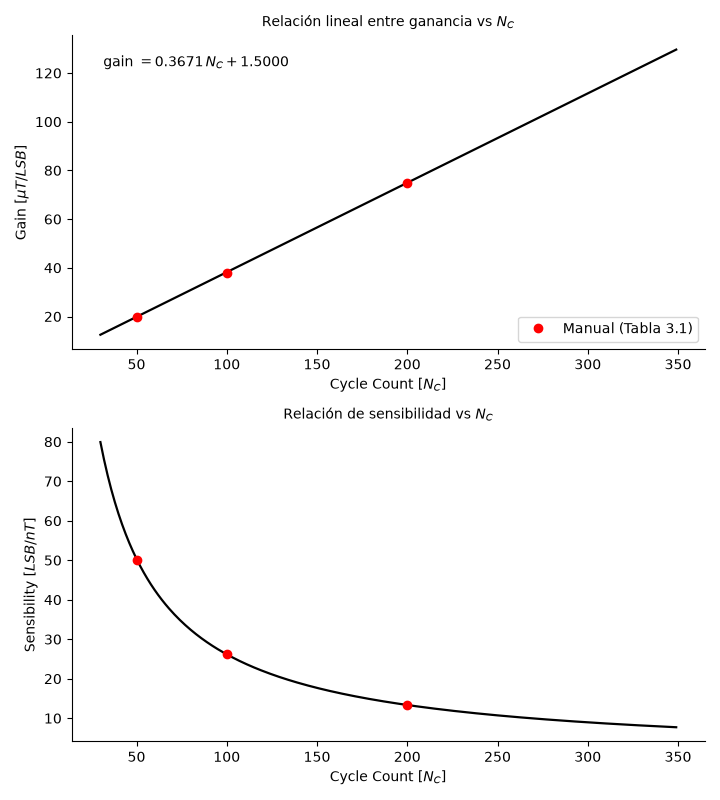 Relación lineal entre ganancia vs $N_C$
gain $= 0.3671\,N_C + 1.5000$
120
100
80
60
40
20
Gain [$\mu T/LSB$]
Manual (Tabla 3.1)
50 100 150 200 250 300 350
Cycle Count [$N_C$]
Relación de sensibilidad vs $N_C$
80
70
60
50
40
30
20
10
Sensibility [$LSB/nT$]
50 100 150 200 250 300 350
Cycle Count [$N_C$]